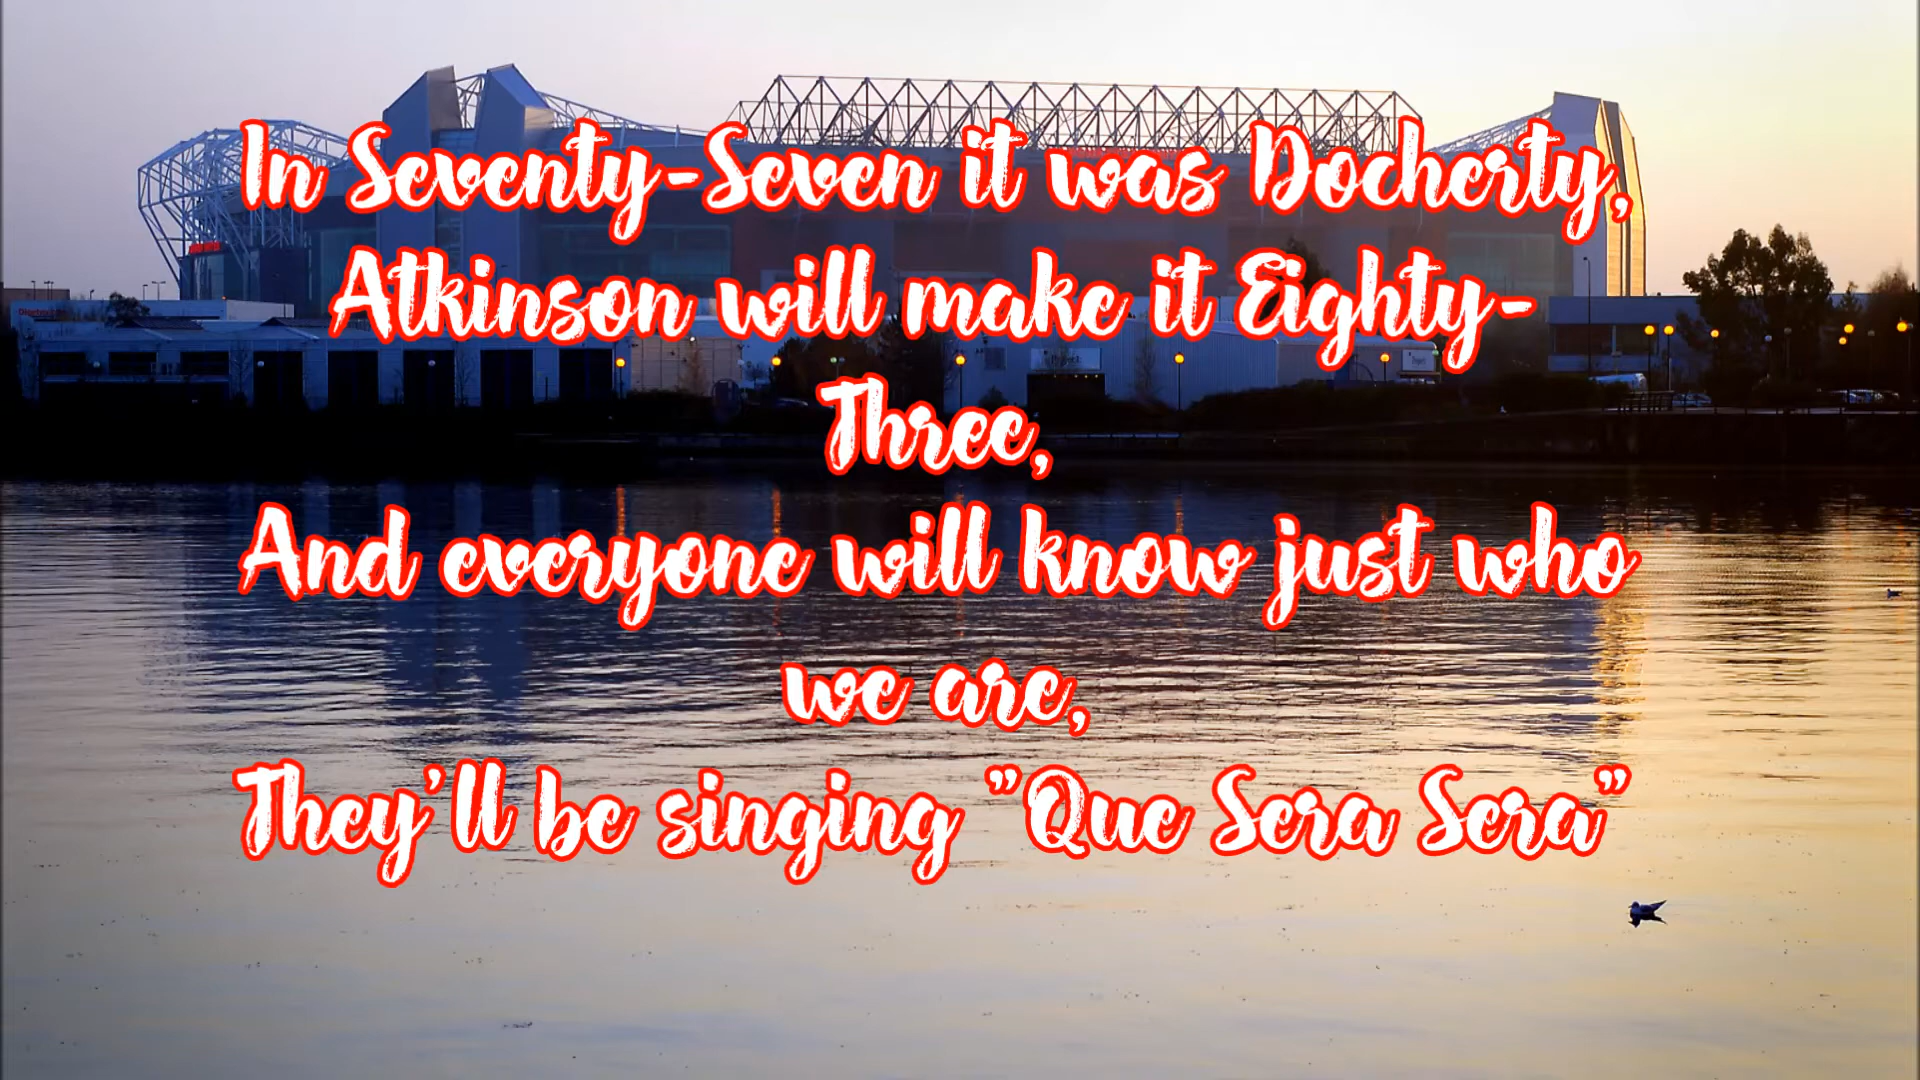 In Seventy-Seven it was Docherty,
Atkinson will make it Eighty-
Three,
And everyone will know just who
we are,
They'll be singing "Que Sera Sera"